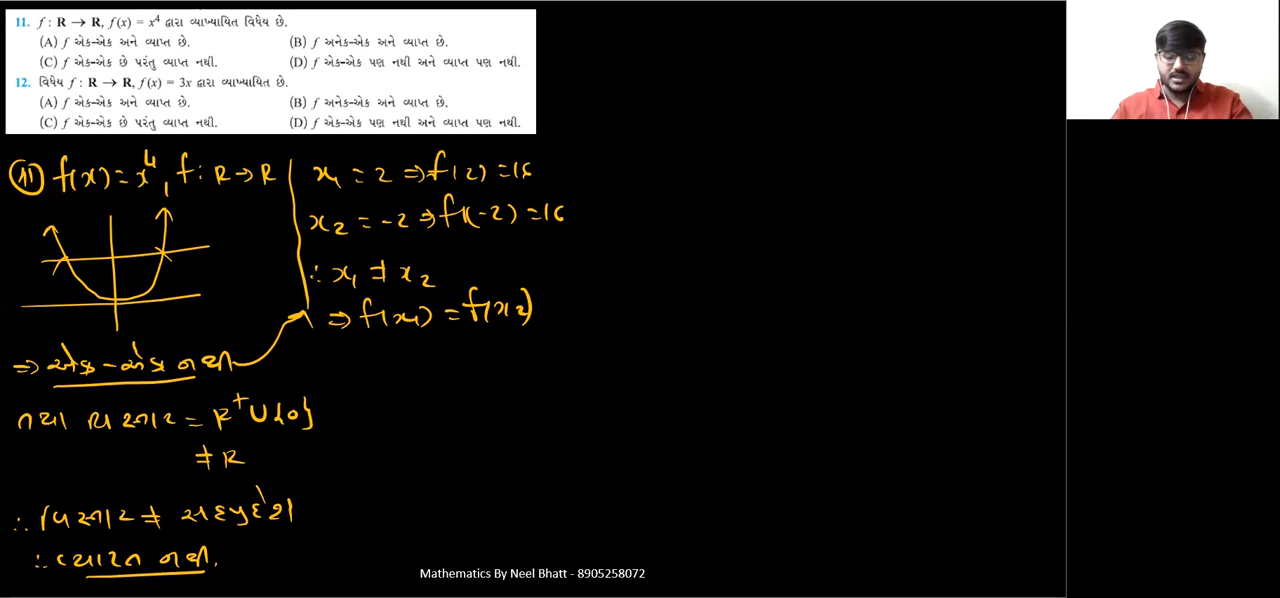 11. f : R → R, f(x) = x⁴ દ્વારા વ્યાખ્યાયિત વિધેય છે.
(A) f એક-એક અને વ્યાપ્ત છે. (B) f અનેક-એક અને વ્યાપ્ત છે.
(C) f એક-એક છે પરંતુ વ્યાપ્ત નથી. (D) f એક-એક પણ નથી અને વ્યાપ્ત પણ નથી.
12. વિધેય f : R → R, f(x) = 3x દ્વારા વ્યાખ્યાયિત છે.
(A) f એક-એક અને વ્યાપ્ત છે. (B) f અનેક-એક અને વ્યાપ્ત છે.
(C) f એક-એક છે પરંતુ વ્યાપ્ત નથી. (D) f એક-એક પણ નથી અને વ્યાપ્ત પણ નથી.
11 f(x) = x⁴, f : R → R
⇒ એક-એક નથી
તથા વિસ્તાર = R⁺ ∪ {0}
≠ R
∴ વિસ્તાર ≠ સહપ્રદેશ
∴ વ્યાપ્ત નથી.
x₁ = 2 ⇒ f(2) = 16
x₂ = -2 ⇒ f(-2) = 16
∴ x₁ ≠ x₂
⇒ f(x₁) = f(x₂)
Mathematics By Neel Bhatt - 8905258072